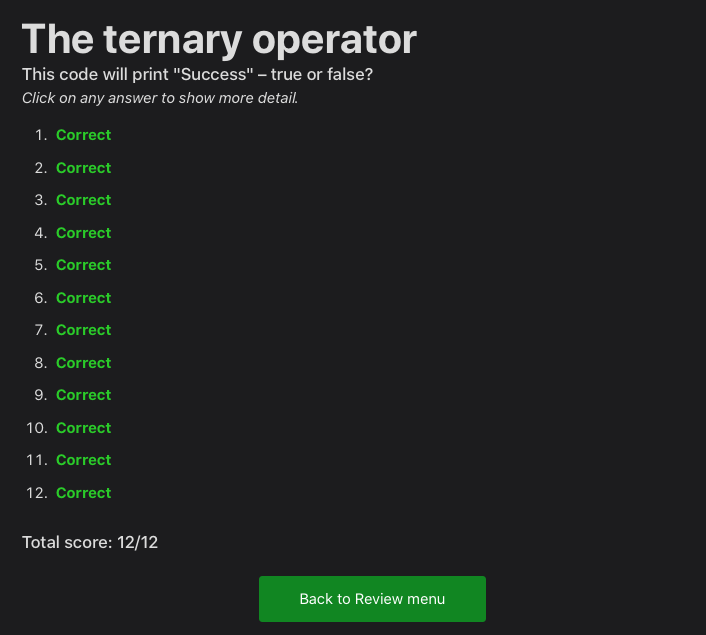 The ternary operator
This code will print "Success" – true or false?
Click on any answer to show more detail.
1. Correct
2. Correct
3. Correct
4. Correct
5. Correct
6. Correct
7. Correct
8. Correct
9. Correct
10. Correct
11. Correct
12. Correct
Total score: 12/12
Back to Review menu